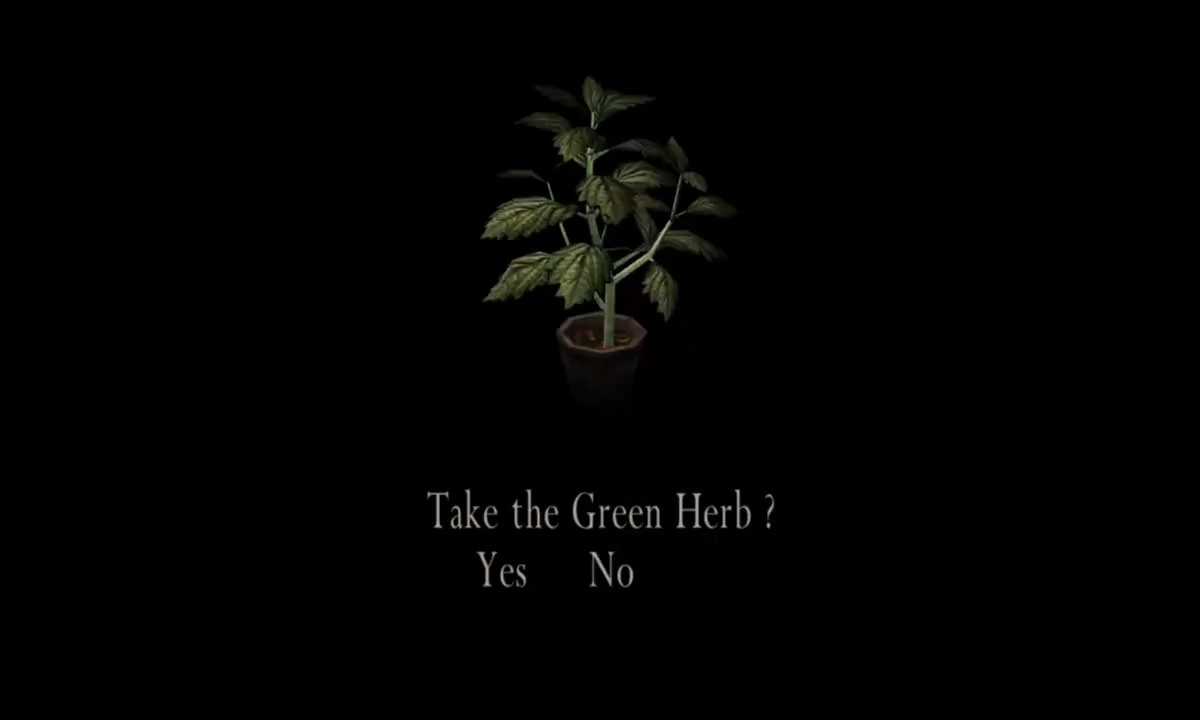 Take the Green Herb ?
Yes No